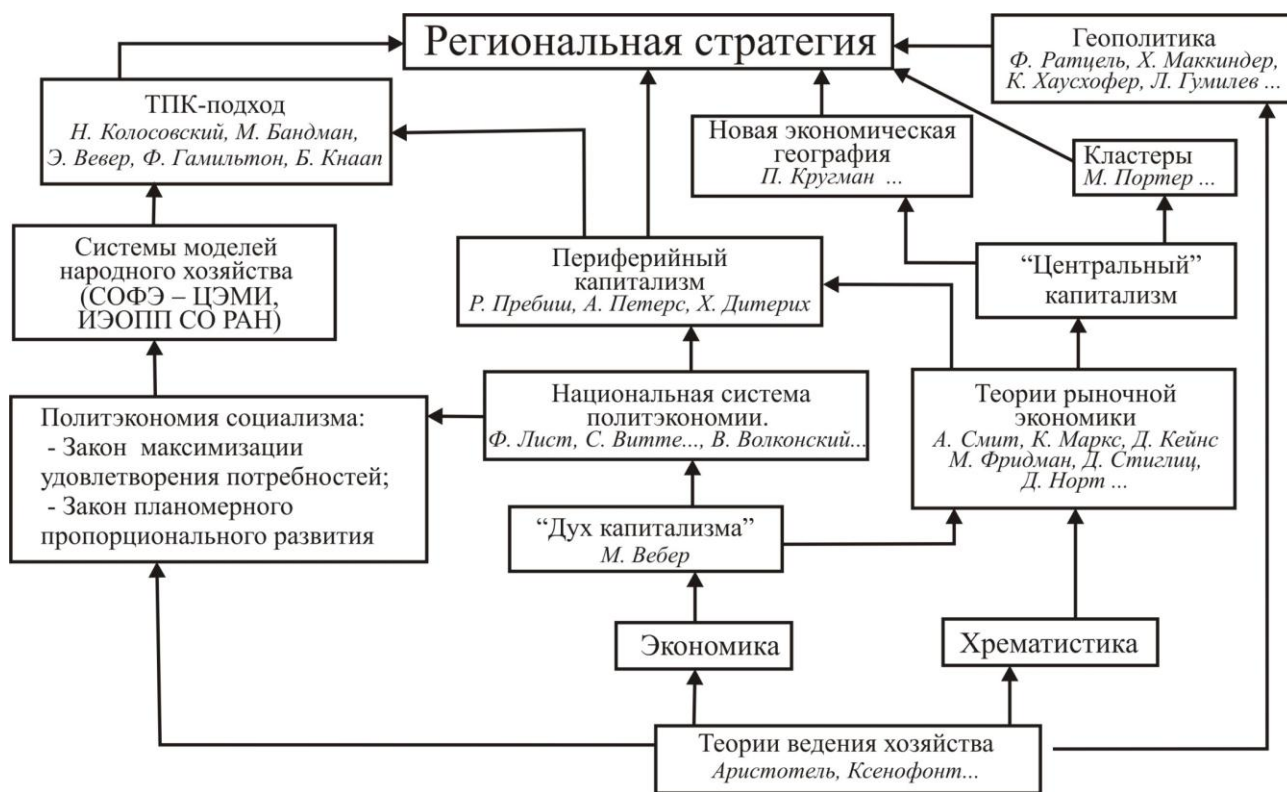 Региональная стратегия
Геополитика
Ф. Ратцель, Х. Маккиндер,
К. Хаусхофер, Л. Гумилев ...
ТПК-подход
Н. Колосовский, М. Бандман,
Э. Вевер, Ф. Гамильтон, Б. Кнаап
Новая экономическая
география
П. Кругман ...
Кластеры
М. Портер ...
Системы моделей
народного хозяйства
(СОФЭ – ЦЭМИ,
ИЭОПП СО РАН)
Периферийный
капитализм
Р. Пребиш, А. Петерс, Х. Дитерих
“Центральный”
капитализм
Политэкономия социализма:
- Закон максимизации
удовлетворения потребностей;
- Закон планомерного
пропорционального развития
Национальная система
политэкономии.
Ф. Лист, С. Витте..., В. Волконский...
Теории рыночной
экономики
А. Смит, К. Маркс, Д. Кейнс
М. Фридман, Д. Стиглиц,
Д. Норт ...
“Дух капитализма”
М. Вебер
Экономика
Хрематистика
Теории ведения хозяйства
Аристотель, Ксенофонт...